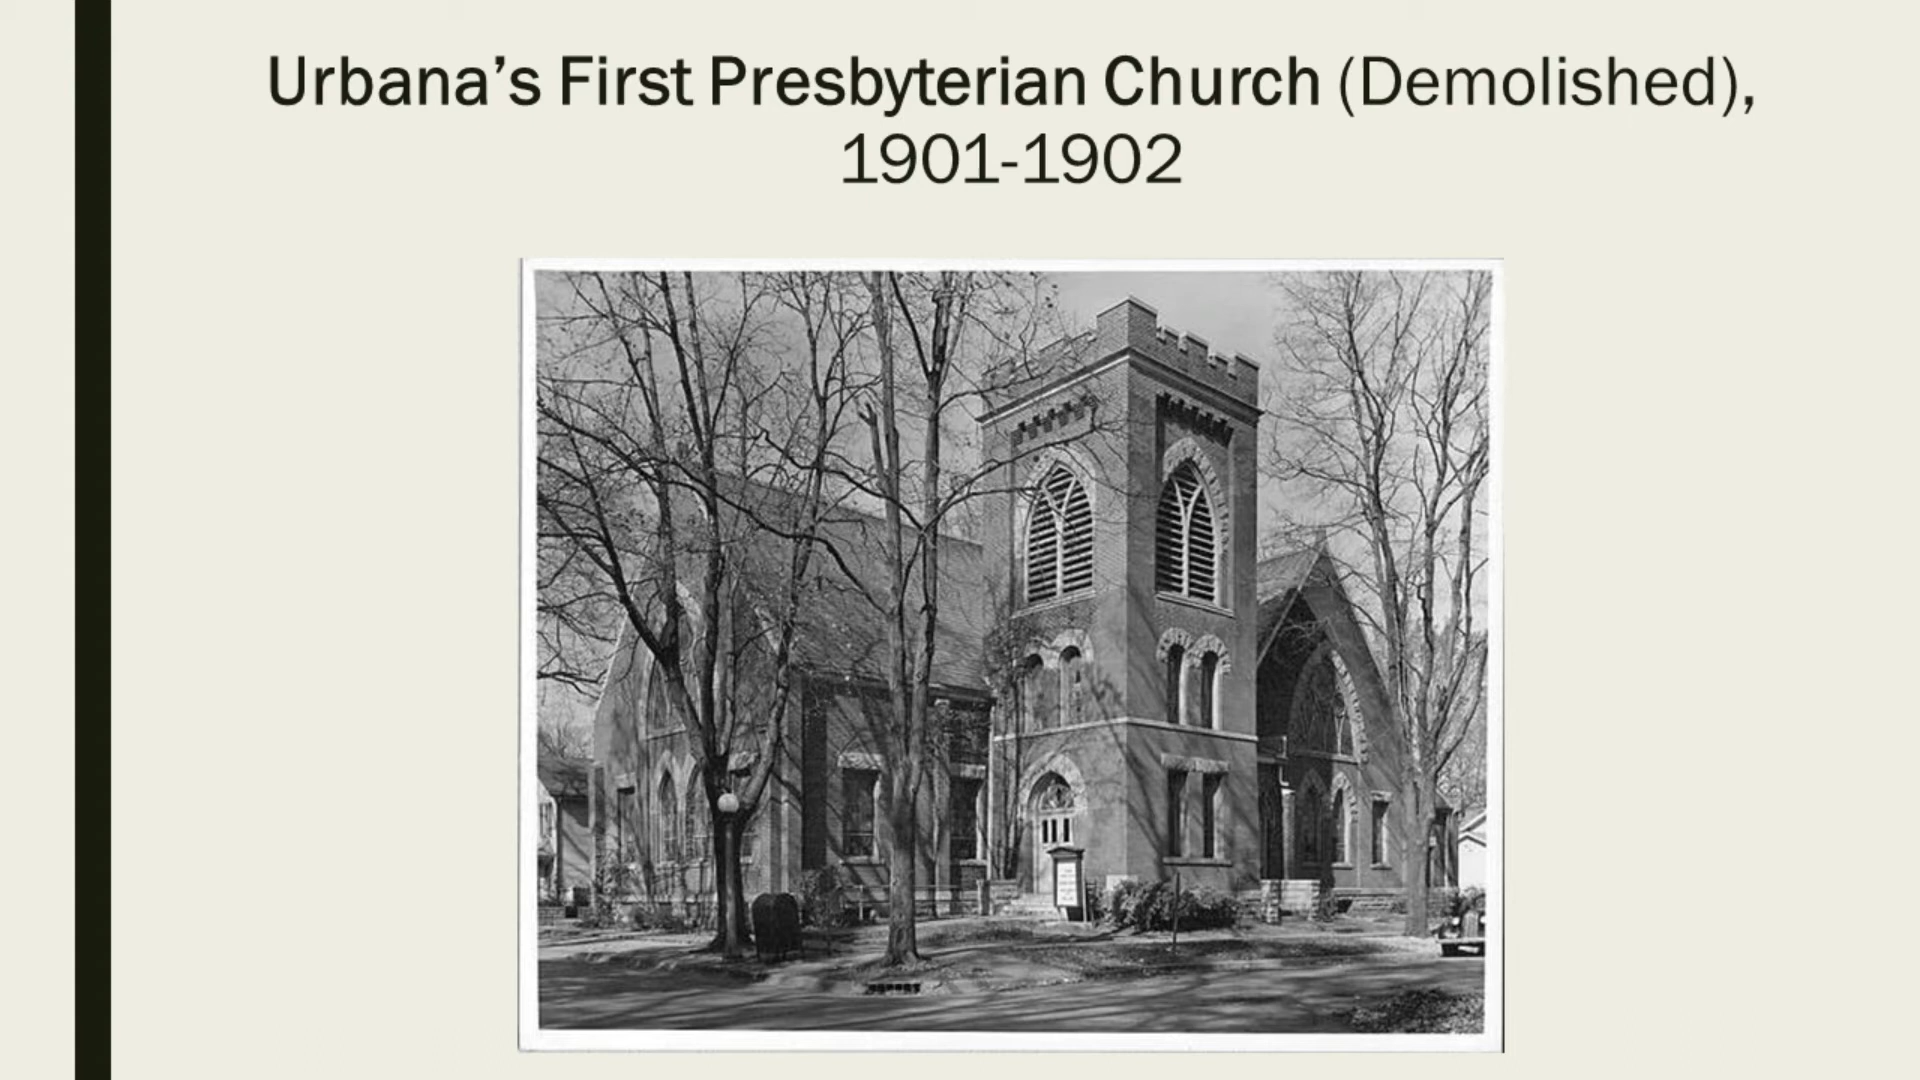 Urbana’s First Presbyterian Church (Demolished),
1901-1902